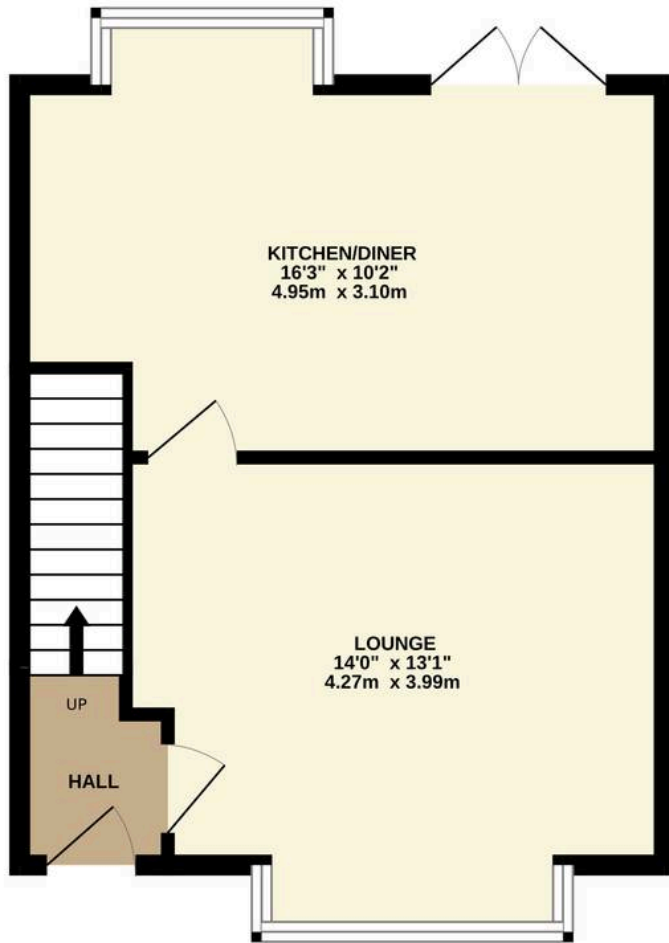 KITCHEN/DINER
16'3" x 10'2"
4.95m x 3.10m
LOUNGE
14'0" x 13'1"
4.27m x 3.99m
UP
HALL